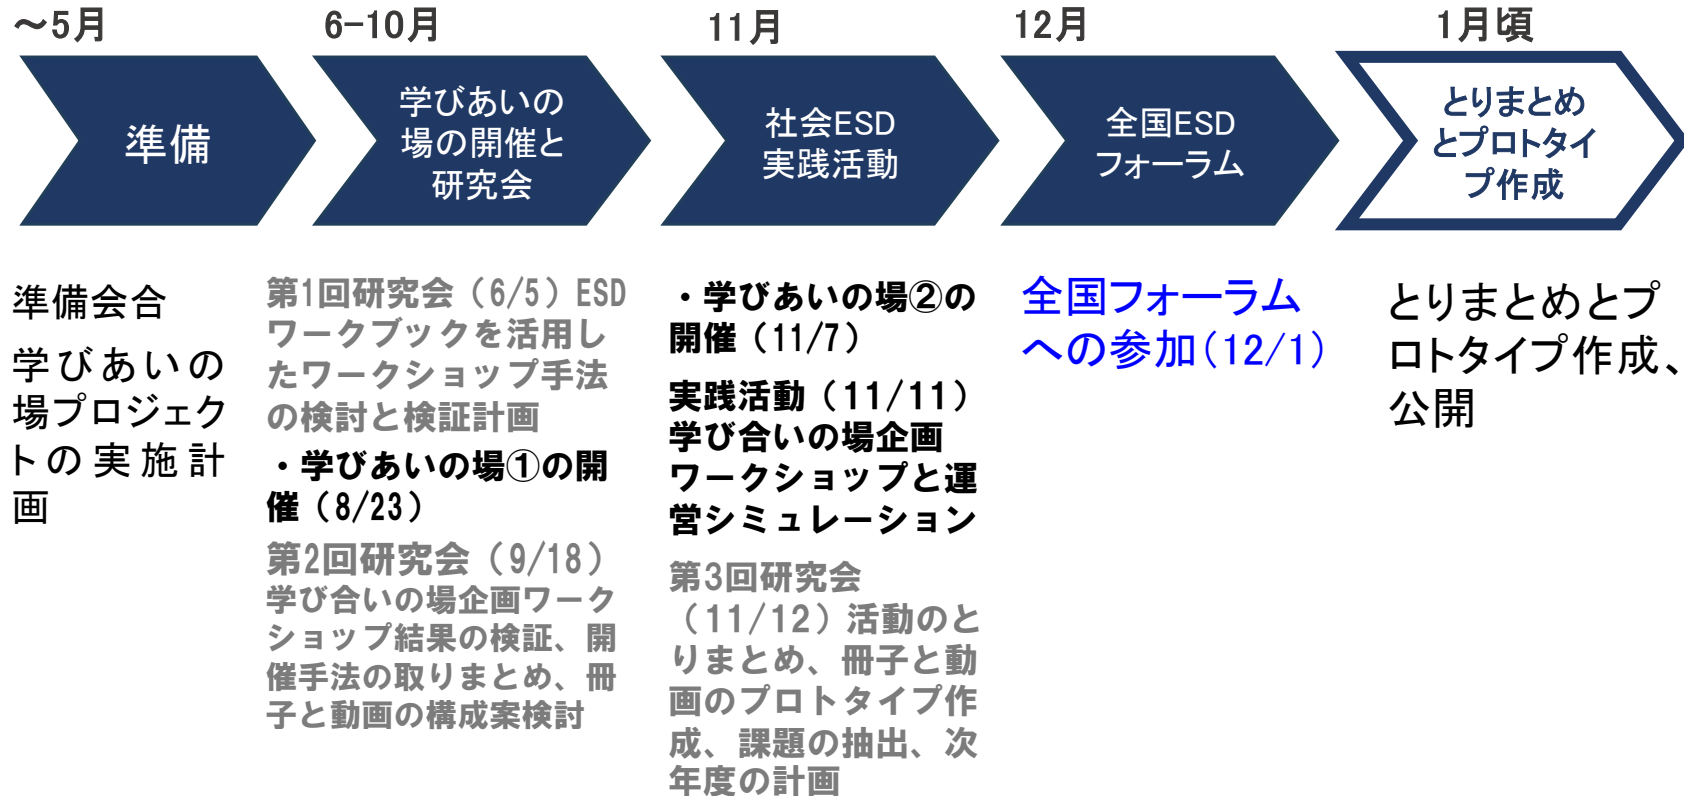 ～5月
6-10月
11月
12月
1月頃
準備
学びあいの
場の開催と
研究会
社会ESD
実践活動
全国ESD
フォーラム
とりまとめ
とプロトタイ
プ作成
準備会合
学びあいの
場プロジェク
トの実施計
画
第1回研究会（6/5）ESD
ワークブックを活用し
たワークショップ手法
の検討と検証計画
・学びあいの場①の開
催（8/23）
第2回研究会（9/18）
学び合いの場企画ワーク
ショップ結果の検証、開
催手法の取りまとめ、冊
子と動画の構成案検討
・学びあいの場②の
開催（11/7）
実践活動（11/11）
学び合いの場企画
ワークショップと運
営シミュレーション
第3回研究会
（11/12）活動のと
りまとめ、冊子と動
画のプロトタイプ作
成、課題の抽出、次
年度の計画
全国フォーラム
への参加（12/1）
とりまとめとプ
ロトタイプ作成、
公開